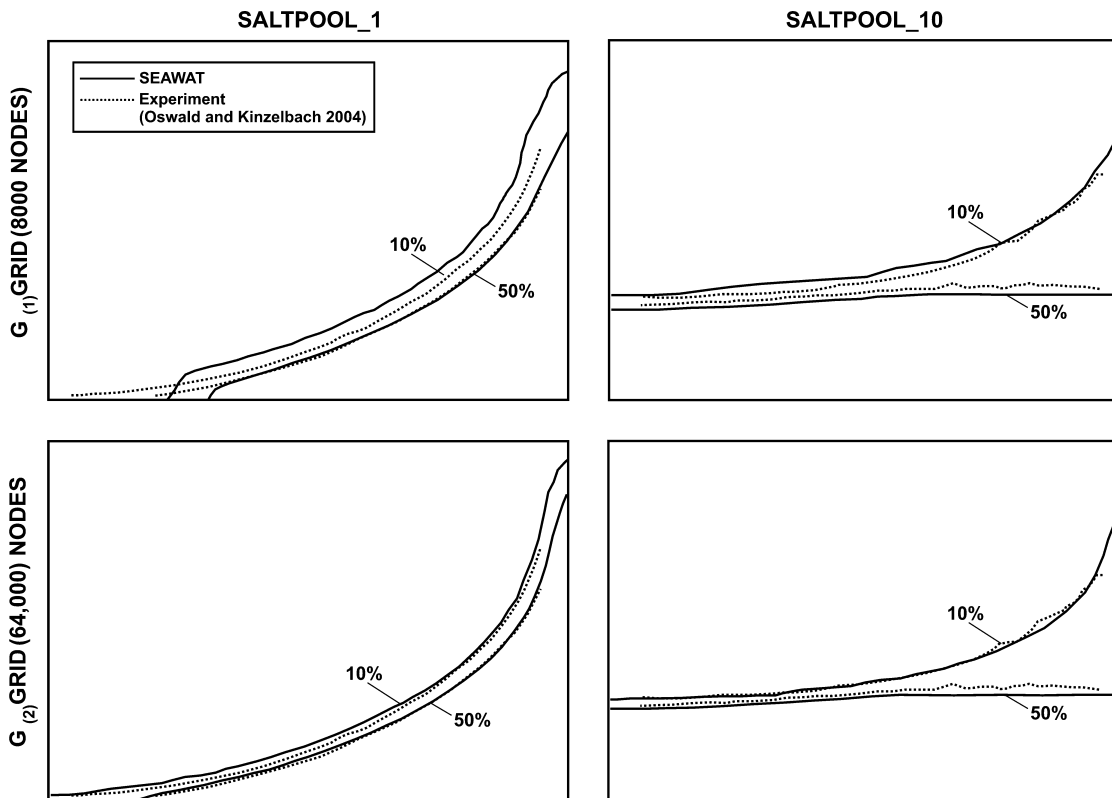 SALTPOOL_1
SALTPOOL_10
G (1) GRID (8000 NODES)
SEAWAT
Experiment
(Oswald and Kinzelbach 2004)
10%
50%
10%
50%
G (2) GRID (64,000) NODES
10%
50%
10%
50%